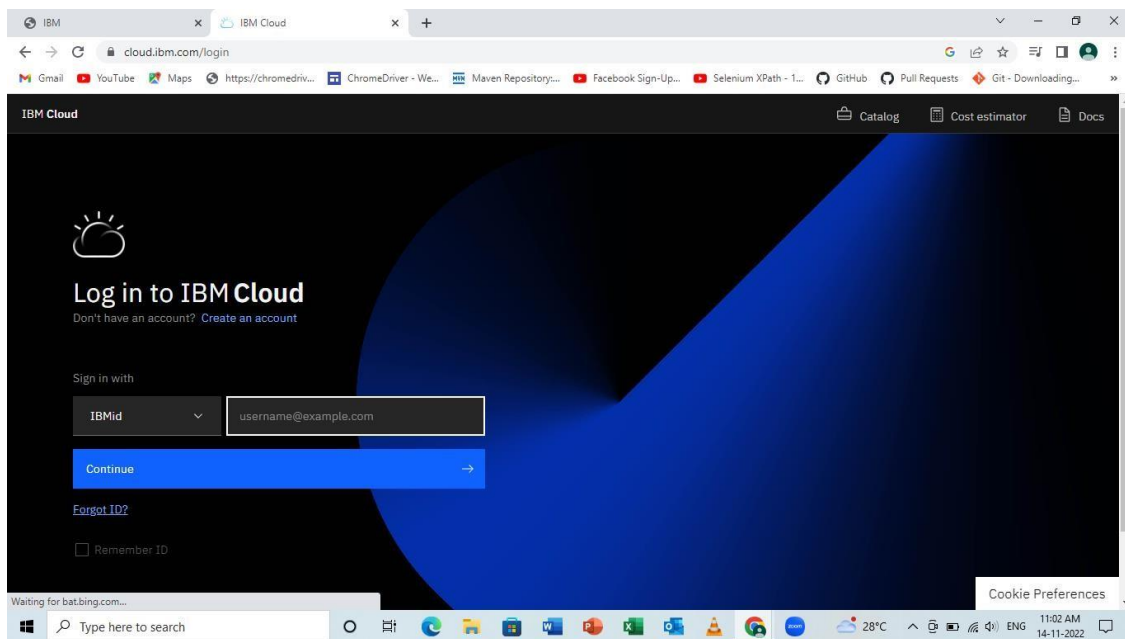 IBM
IBM Cloud
cloud.ibm.com/login
Gmail YouTube Maps https://chromedriv... ChromeDriver - We... Maven Repository:... Facebook Sign-Up... Selenium XPath - 1... GitHub Pull Requests Git - Downloading... »
IBM Cloud Catalog Cost estimator Docs
Log in to IBM Cloud
Don't have an account? Create an account
Sign in with
IBMid username@example.com
Continue
Forgot ID?
Remember ID
Cookie Preferences
Waiting for bat.bing.com...
Type here to search 28°C ENG 11:02 AM
14-11-2022